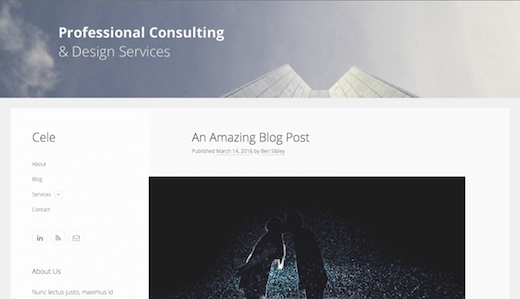 Professional Consulting
& Design Services
Cele
An Amazing Blog Post
Published March 14, 2016 by Ben Sibley
About
Blog
Services
Contact
in
About Us
Nunc lectus justo, maximus id